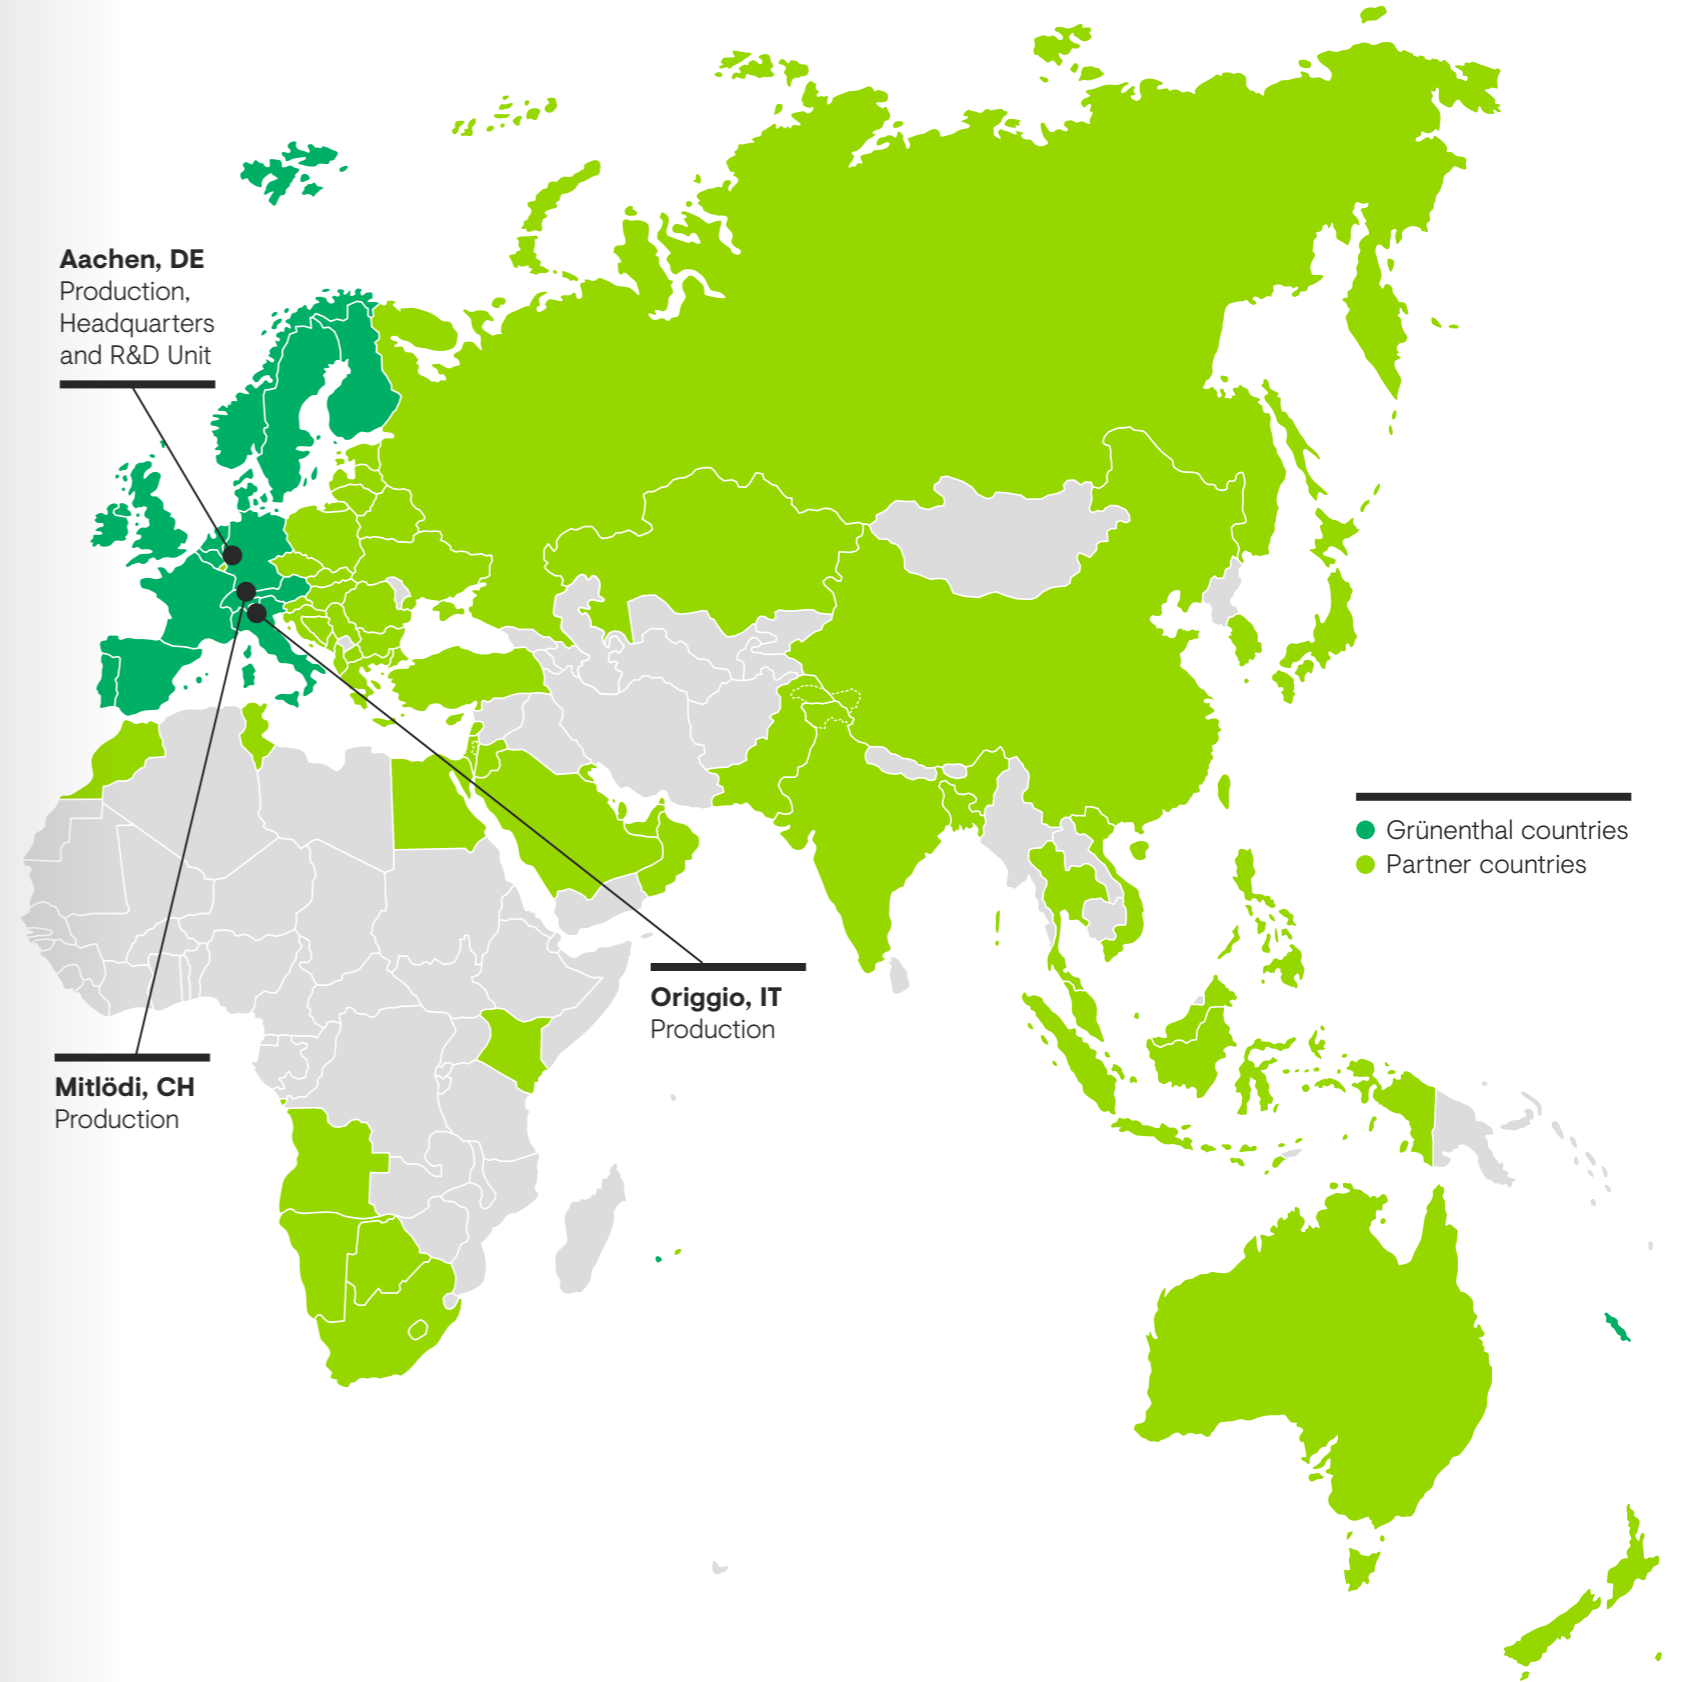 Aachen, DE
Production,
Headquarters
and R&D Unit
Grünenthal countries
Partner countries
Origgio, IT
Production
Mitlödi, CH
Production